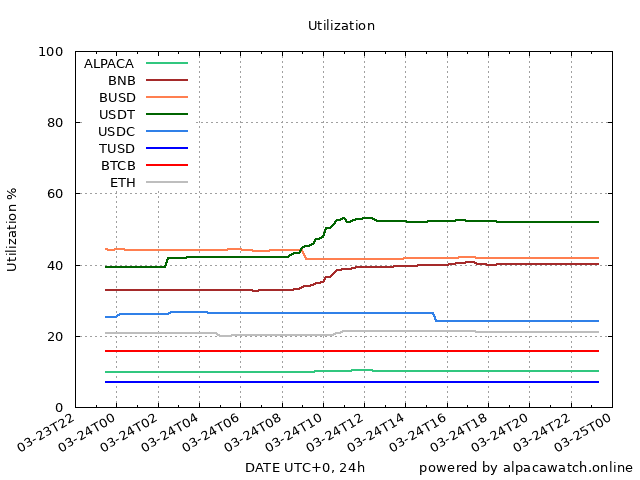 Utilization
100
80
60
40
20
0
Utilization %
ALPACA
BNB
BUSD
USDT
USDC
TUSD
BTCB
ETH
03-23T22
03-24T00
03-24T02
03-24T04
03-24T06
03-24T08
03-24T10
03-24T12
03-24T14
03-24T16
03-24T18
03-24T20
03-24T22
03-25T00
DATE UTC+0, 24h
powered by alpacawatch.online